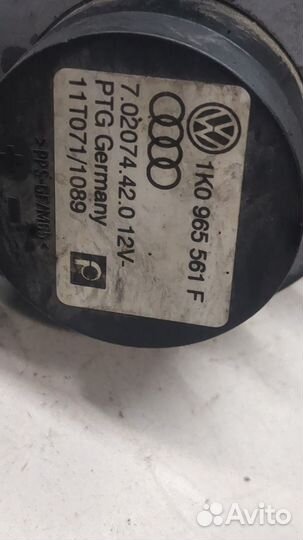 1K0 965 561 F
7.02074.42.0 12V-
PTG Germany
11T071/1089
Avito